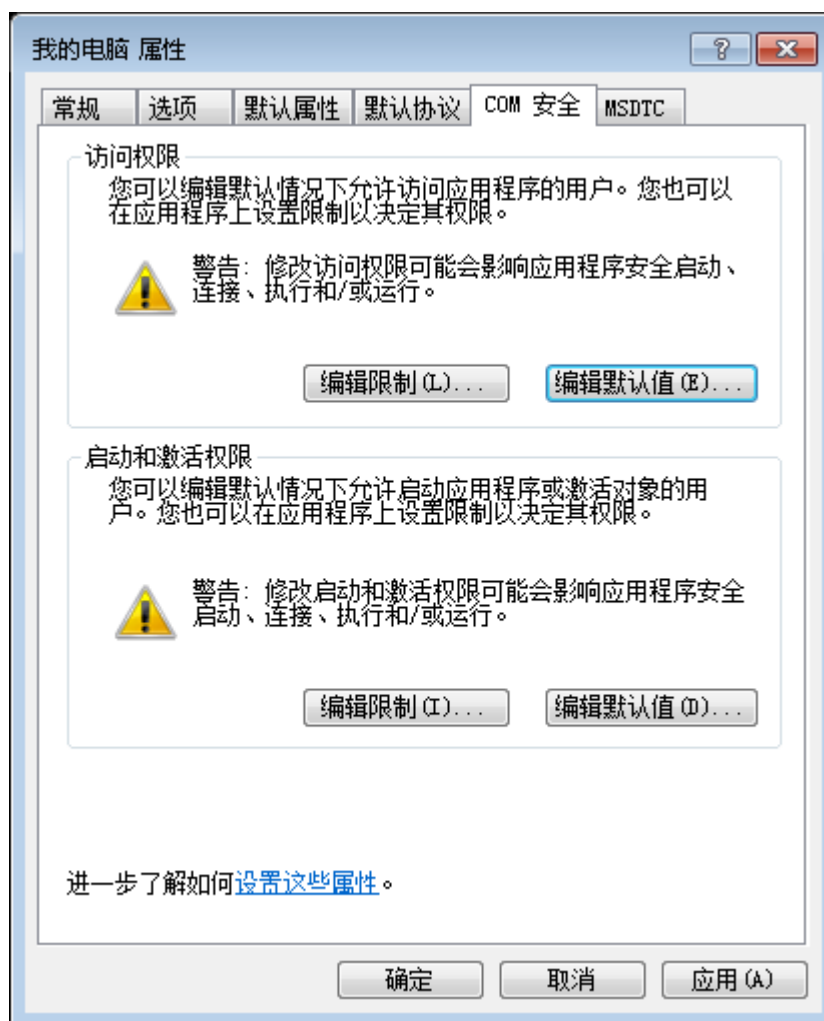 我的电脑 属性
常规 选项 默认属性 默认协议 COM 安全 MSDTC
访问权限
您可以编辑默认情况下允许访问应用程序的用户。您也可以
在应用程序上设置限制以决定其权限。
警告: 修改访问权限可能会影响应用程序安全启动、
连接、执行和/或运行。
编辑限制(L)... 编辑默认值(E)...
启动和激活权限
您可以编辑默认情况下允许启动应用程序或激活对象的用
户。您也可以在应用程序上设置限制以决定其权限。
警告: 修改启动和激活权限可能会影响应用程序安全
启动、连接、执行和/或运行。
编辑限制(I)... 编辑默认值(D)...
进一步了解如何设置这些属性。
确定 取消 应用(A)